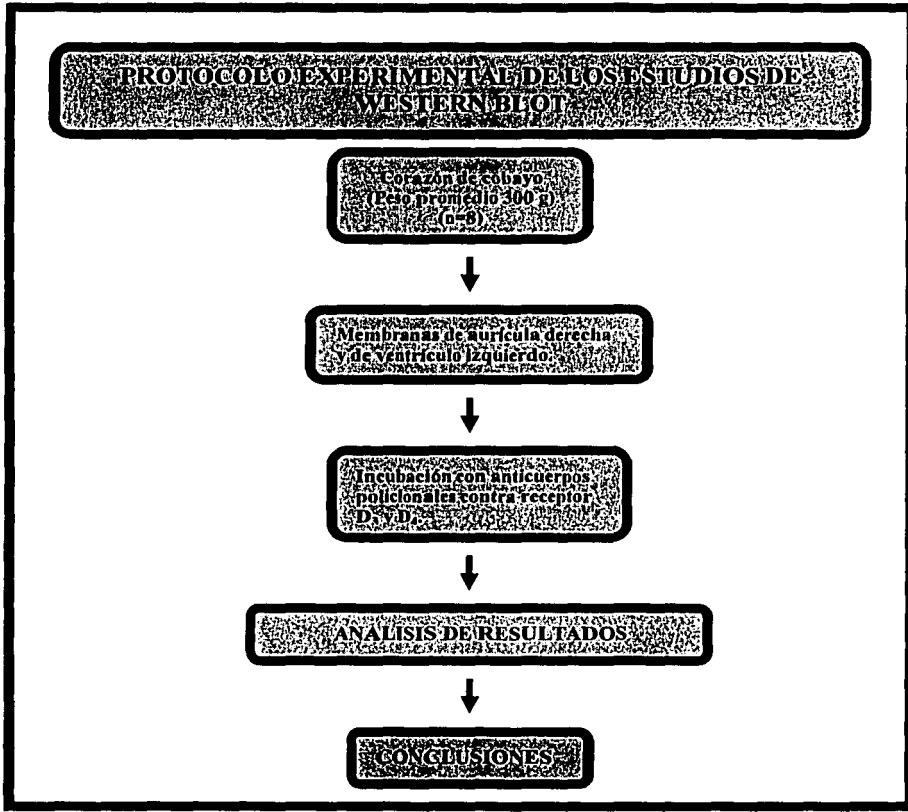 PROTOCOLO EXPERIMENTAL DE LOS ESTUDIOS DE
WESTERN BLOT
Corazón de cobayo
(Peso promedio 300 g)
(n=8)
Membranas de aurícula derecha
y de ventrículo izquierdo.
Incubación con anticuerpos
policlonales contra receptor
D y D
ANALISIS DE RESULTADOS
CONCLUSIONES